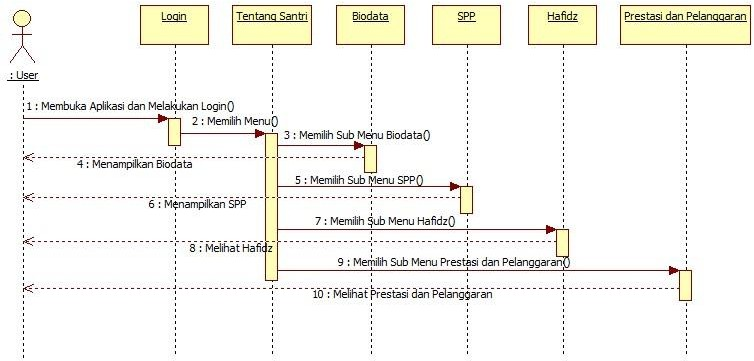 Login
Tentang Santri
Biodata
SPP
Hafidz
Prestasi dan Pelanggaran
: User
1 : Membuka Aplikasi dan Melakukan Login()
2 : Memilih Menu()
3 : Memilih Sub Menu Biodata()
4 : Menampilkan Biodata
5 : Memilih Sub Menu SPP()
6 : Menampilkan SPP
7 : Memilih Sub Menu Hafidz()
8 : Melihat Hafidz
9 : Memilih Sub Menu Prestasi dan Pelanggaran()
10 : Melihat Prestasi dan Pelanggaran